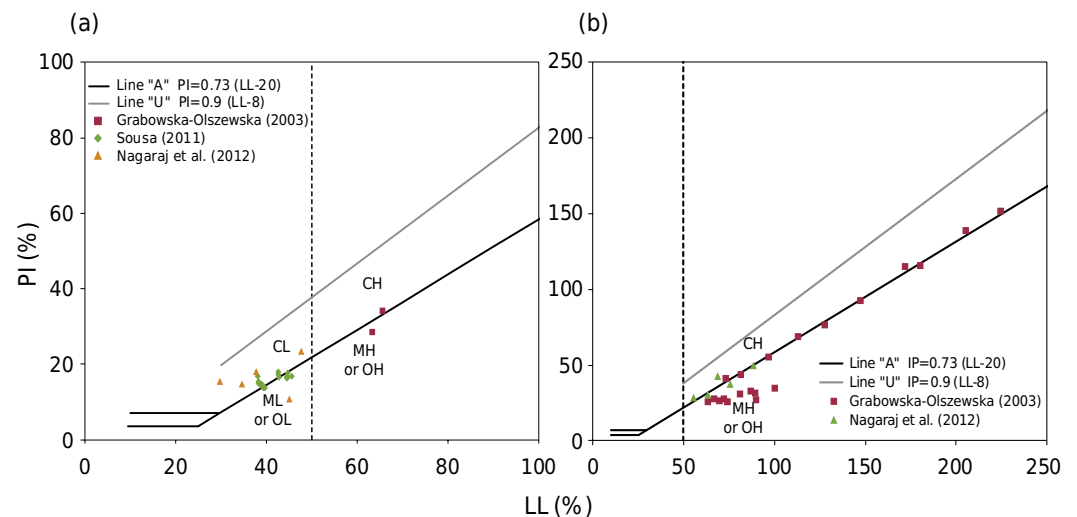 (a)
100
80
60
40
20
0
0 20 40 60 80 100
Line "A" PI=0.73 (LL-20)
Line "U" PI=0.9 (LL-8)
Grabowska-Olszewska (2003)
Sousa (2011)
Nagaraj et al. (2012)
CH
CL
MH
or OH
ML
or OL
PI (%)
(b)
250
200
150
100
50
0
0 50 100 150 200 250
CH
MH
or OH
Line "A" IP=0.73 (LL-20)
Line "U" IP=0.9 (LL-8)
Grabowska-Olszewska (2003)
Nagaraj et al. (2012)
LL (%)